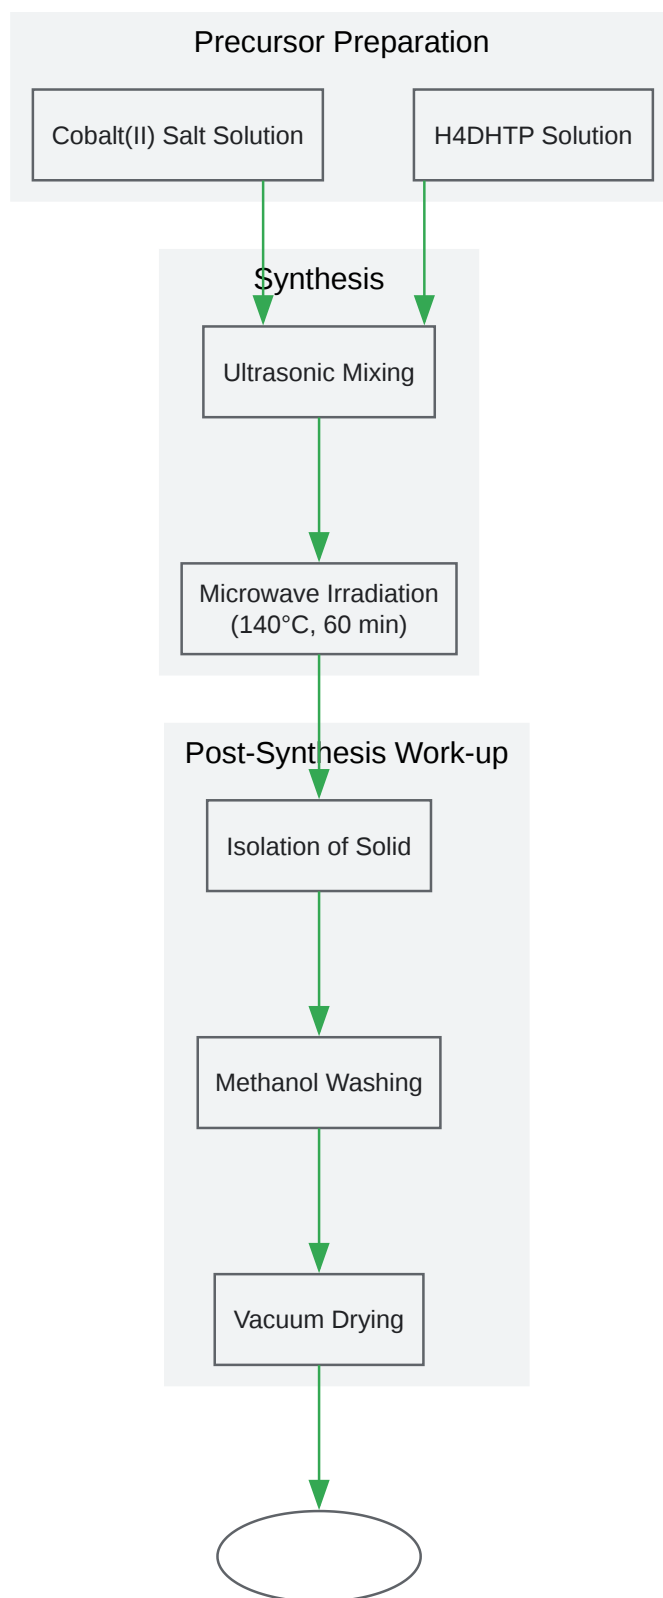 Precursor Preparation
Cobalt(II) Salt Solution
H4DHTP Solution
Synthesis
Ultrasonic Mixing
Microwave Irradiation
(140°C, 60 min)
Post-Synthesis Work-up
Isolation of Solid
Methanol Washing
Vacuum Drying